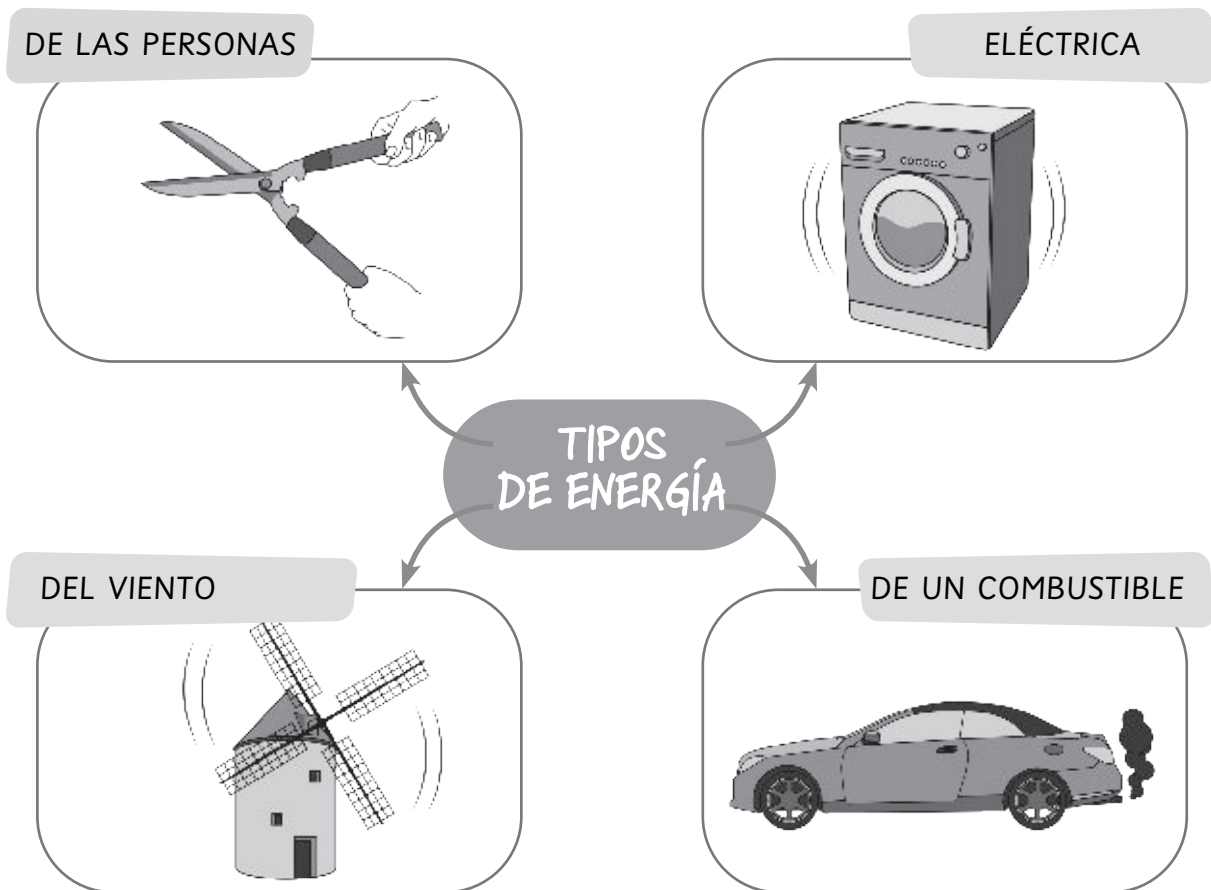 DE LAS PERSONAS
ELÉCTRICA
TIPOS
DE ENERGÍA
DEL VIENTO
DE UN COMBUSTIBLE